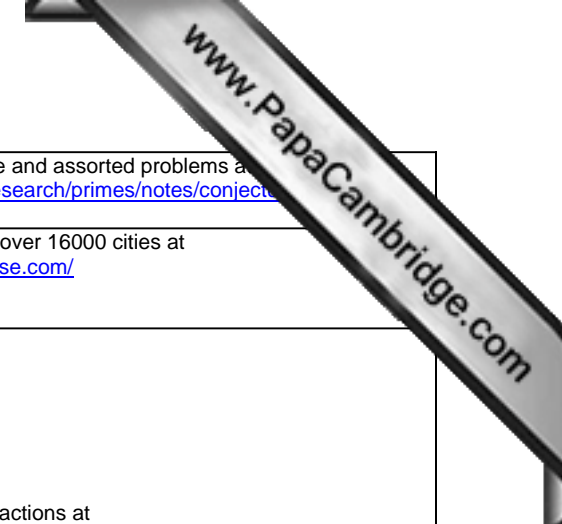 www.PapaCambridge.com
e and assorted problems a
search/primes/notes/conject
over 16000 cities at
se.com/
actions at